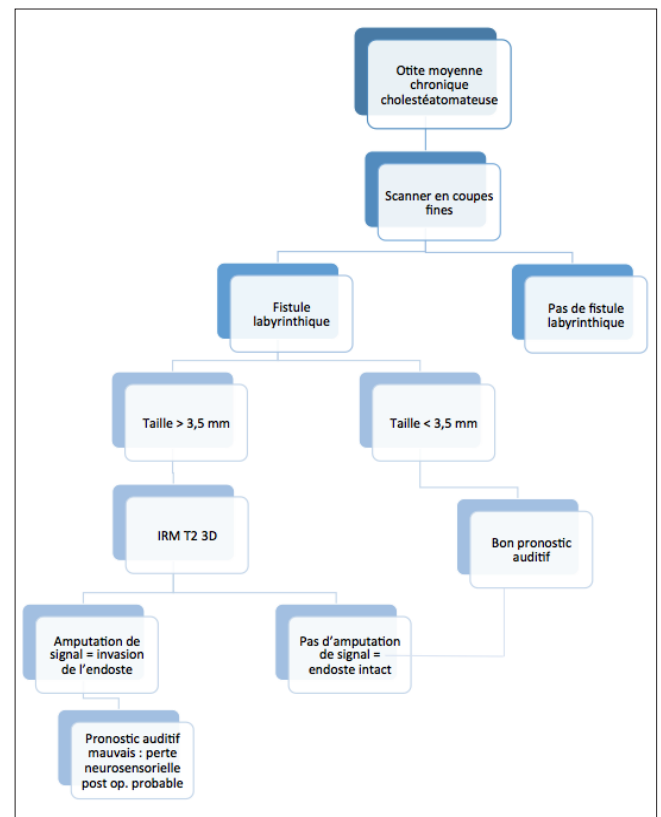 Otite moyenne
chronique
cholestéatomateuse
Scanner en coupes
fines
Fistule
labyrinthique
Pas de fistule
labyrinthique
Taille > 3,5 mm
Taille < 3,5 mm
IRM T2 3D
Bon pronostic
auditif
Amputation de
signal = invasion
de l'endoste
Pas d'amputation
de signal =
endoste intact
Pronostic auditif
mauvais : perte
neurosensorielle
post op. probable